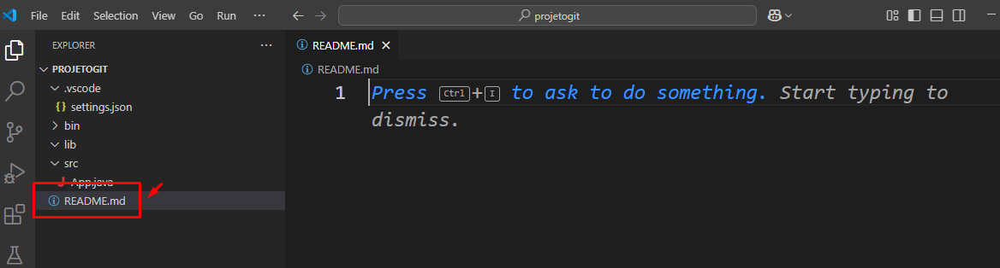 File Edit Selection View Go Run ··· projetogit
EXPLORER ···
PROJETOGIT
.vscode
{} settings.json
bin
lib
src
J App.java
README.md
README.md
README.md
1 Press Ctrl+I to ask to do something. Start typing to
dismiss.